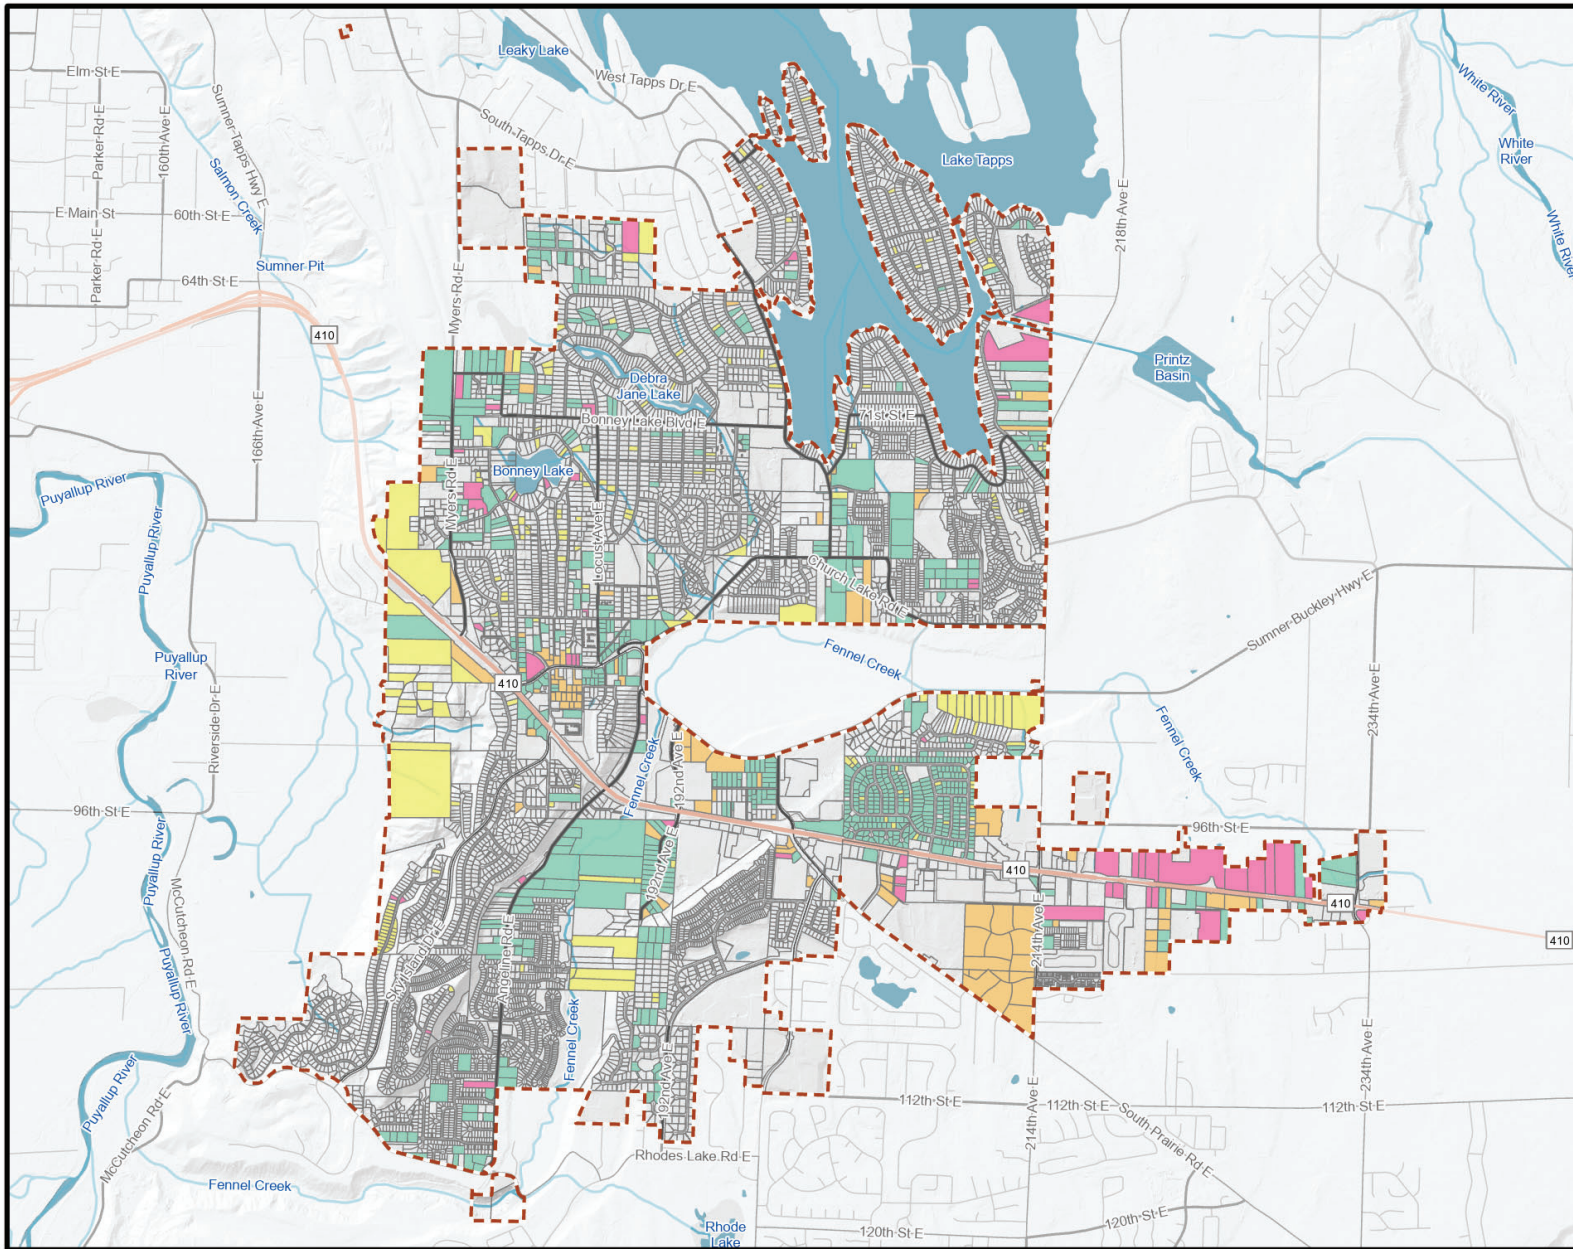 Leaky Lake
Elm St E
West Tapps Dr E
White River
Parker Rd E
160th Ave E
Sumner-Tapps Hwy E
South Tapps Dr E
White
River
Lake Tapps
Salmon Creek
218th Ave E
E Main St
60th St E
White River
Parker Rd E
Sumner Pit
64th St E
Myers Rd E
410
Printz
Basin
Debra
Jane Lake
166th Ave E
71st St E
Bonney Lake Blvd E
Bonney Lake
Puyallup River
Myers Rd E
Puyallup River
Locust Ave E
Church Lake Rd E
Sumner Buckley Hwy E
Fennel Creek
Puyallup
River
410
234th Ave E
Riverside Dr E
Fennel Creek
192nd Ave E
Fennel Creek
96th St E
96th St E
Puyallup River
192nd Ave E
410
410
McCutcheon Rd E
Sky Island Dr E
Angeline Rd E
214th Ave E
410
Puyallup River
Fennel Creek
Puyallup River
192nd Ave E
214th Ave E
234th Ave E
McCutcheon Rd E
112th St E
112th St E
112th St E
South Prairie Rd E
Rhodes Lake Rd E
Fennel Creek
120th St E
120th St E
Rhode
Lake